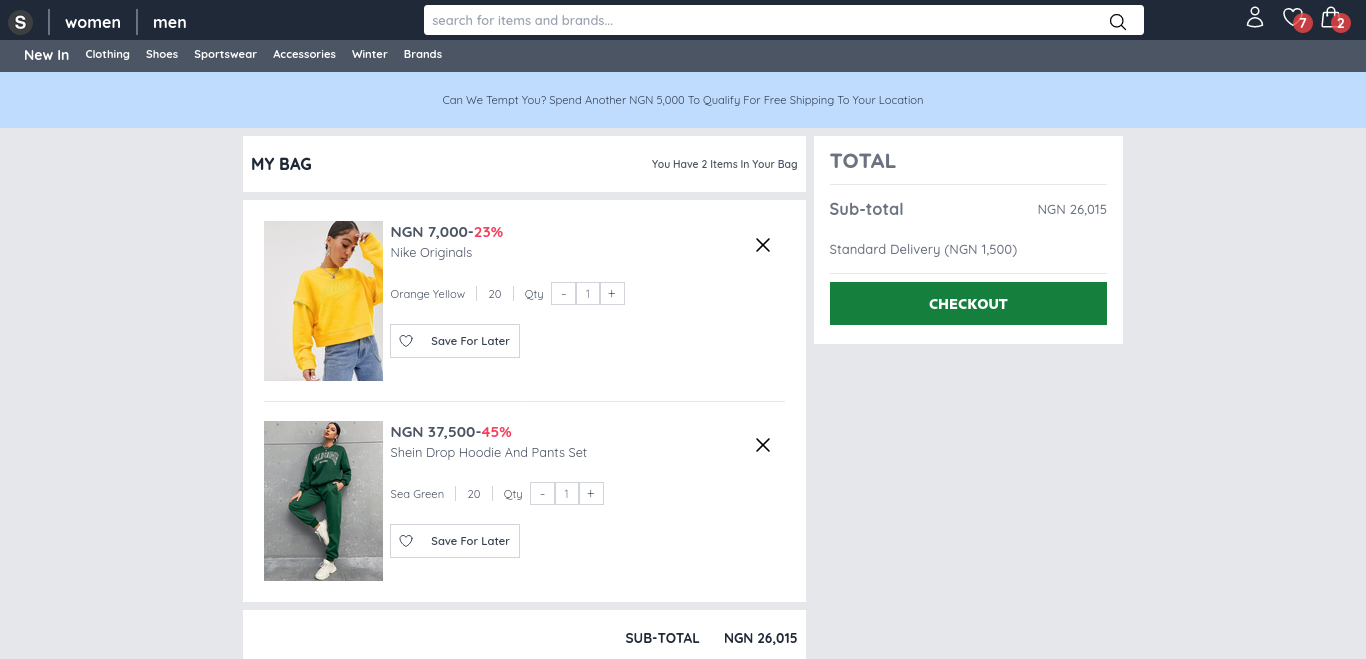 S women men search for items and brands... 7 2
New In Clothing Shoes Sportswear Accessories Winter Brands
Can We Tempt You? Spend Another NGN 5,000 To Qualify For Free Shipping To Your Location
MY BAG You Have 2 Items In Your Bag
NGN 7,000-23%
Nike Originals
Orange Yellow 20 Qty - 1 +
Save For Later
NGN 37,500-45%
Shein Drop Hoodie And Pants Set
Sea Green 20 Qty - 1 +
Save For Later
SUB-TOTAL NGN 26,015
TOTAL
Sub-total NGN 26,015
Standard Delivery (NGN 1,500)
CHECKOUT